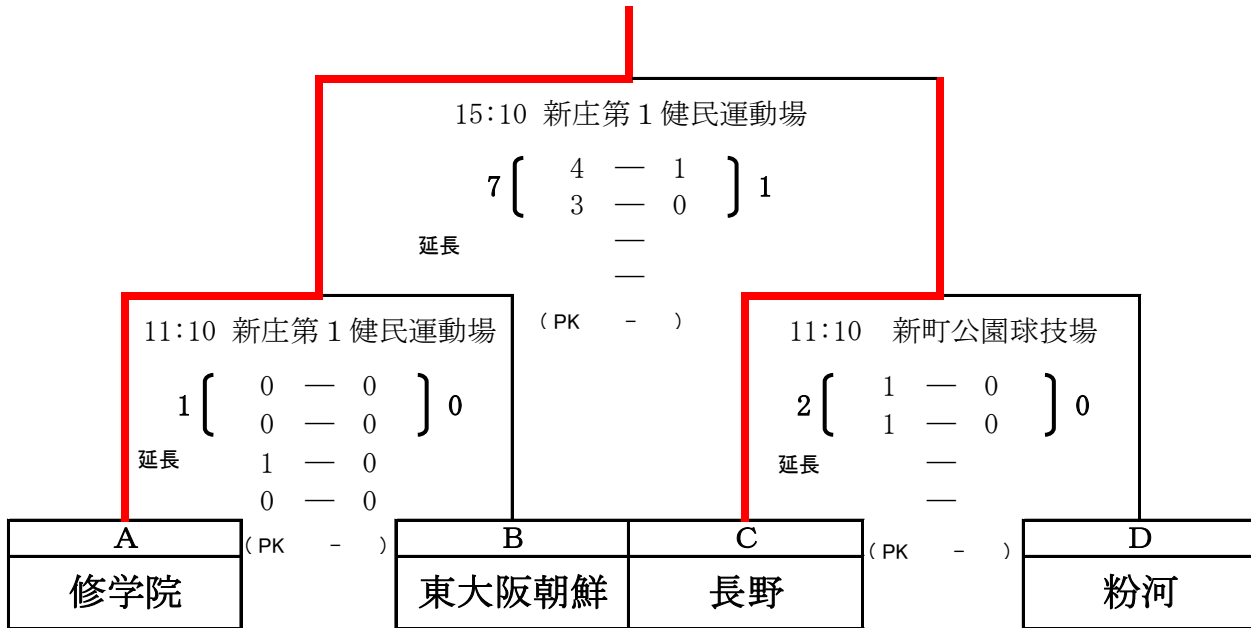 15:10 新庄第1健民運動場
7 4 — 1 1
3 — 0
延長 —
—
(PK - )
11:10 新庄第1健民運動場
1 0 — 0 0
0 — 0
延長 1 — 0
0 — 0
(PK - )
11:10 新町公園球技場
2 1 — 0 0
1 — 0
延長 —
—
(PK - )
A B C D
修学院 東大阪朝鮮 長野 粉河